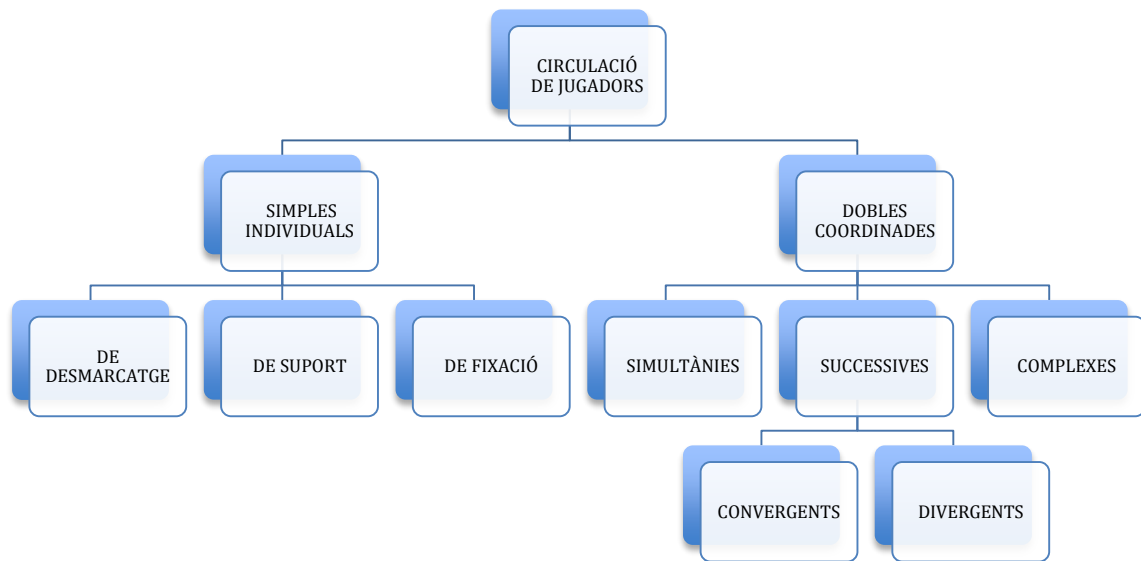 CIRCULACIÓ
DE JUGADORS
SIMPLES
INDIVIDUALS
DOBLES
COORDINADES
DE
DESMARCATGE
DE SUPORT
DE FIXACIÓ
SIMULTÀNIES
SUCCESSIVES
COMPLEXES
CONVERGENTS
DIVERGENTS